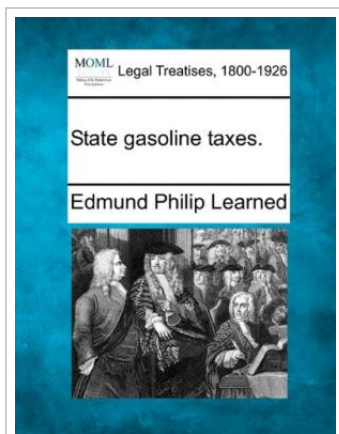 MOML
Legal Treatises, 1800-1926
State gasoline taxes.
Edmund Philip Learned